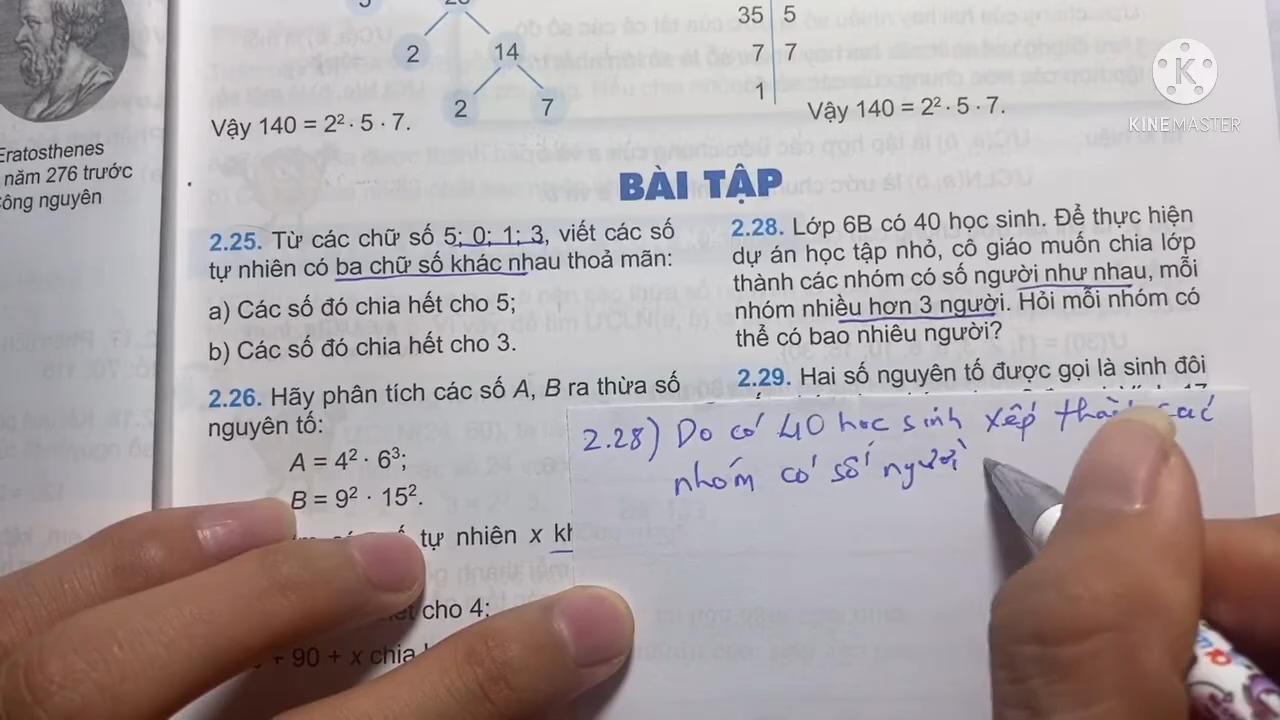 35 5
2 14
7 7
2 7
1
Vậy 140 = 2² · 5 · 7.
Vậy 140 = 2² · 5 · 7.
KINEMASTER
Eratosthenes
năm 276 trước
công nguyên
BÀI TẬP
2.25. Từ các chữ số 5; 0; 1; 3, viết các số
tự nhiên có ba chữ số khác nhau thoả mãn:
a) Các số đó chia hết cho 5;
b) Các số đó chia hết cho 3.
2.26. Hãy phân tích các số A, B ra thừa số
nguyên tố:
A = 4² · 6³;
B = 9² · 15².
tự nhiên x
cho 4:
+ 90 + x chia
2.28. Lớp 6B có 40 học sinh. Để thực hiện
dự án học tập nhỏ, cô giáo muốn chia lớp
thành các nhóm có số người như nhau, mỗi
nhóm nhiều hơn 3 người. Hỏi mỗi nhóm có
thể có bao nhiêu người?
2.29. Hai số nguyên tố được gọi là sinh đôi
2.28) Do có 40 học sinh xếp các
nhóm có số người